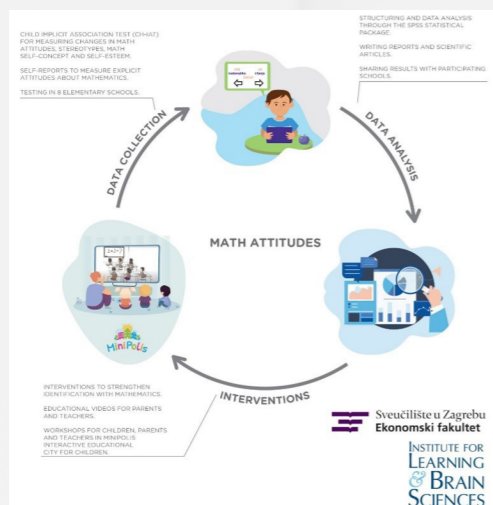 CHILD IMPLICIT ASSOCIATION TEST (CH-IAT)
FOR MEASURING CHANGES IN MATH
ATTITUDES, STEREOTYPES, MATH
SELF-CONCEPT AND SELF-ESTEEM.
SELF-REPORTS TO MEASURE EXPLICIT
ATTITUDES ABOUT MATHEMATICS.
TESTING IN 8 ELEMENTARY SCHOOLS.
STRUCTURING AND DATA ANALYSIS
THROUGH THE SPSS STATISTICAL
PACKAGE.
WRITING REPORTS AND SCIENTIFIC
ARTICLES.
SHARING RESULTS WITH PARTICIPATING
SCHOOLS.
DATA COLLECTION
DATA ANALYSIS
MATH ATTITUDES
MiniPolis
INTERVENTIONS
INTERVENTIONS TO STRENGTHEN
IDENTIFICATION WITH MATHEMATICS.
EDUCATIONAL VIDEOS FOR PARENTS
AND TEACHERS.
WORKSHOPS FOR CHILDREN, PARENTS
AND TEACHERS IN MINIPOLIS
INTERACTIVE EDUCATIONAL
CITY FOR CHILDREN.
Sveučilište u Zagrebu
Ekonomski fakultet
INSTITUTE FOR
LEARNING
& BRAIN
SCIENCES